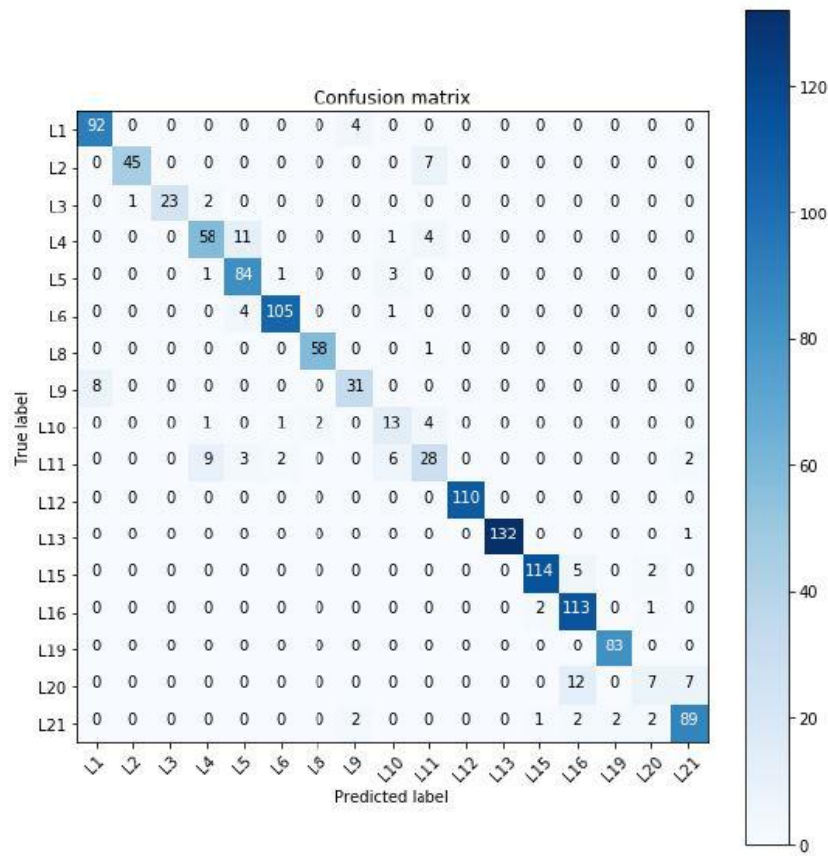 Confusion matrix
True label
L1 92 0 0 0 0 0 0 4 0 0 0 0 0 0 0 0 0
L2 0 45 0 0 0 0 0 0 0 7 0 0 0 0 0 0 0
L3 0 1 23 2 0 0 0 0 0 0 0 0 0 0 0 0 0
L4 0 0 0 58 11 0 0 0 1 4 0 0 0 0 0 0 0
L5 0 0 0 1 84 1 0 0 3 0 0 0 0 0 0 0 0
L6 0 0 0 0 4 105 0 0 1 0 0 0 0 0 0 0 0
L8 0 0 0 0 0 0 58 0 0 1 0 0 0 0 0 0 0
L9 8 0 0 0 0 0 0 31 0 0 0 0 0 0 0 0 0
L10 0 0 0 1 0 1 2 0 13 4 0 0 0 0 0 0 0
L11 0 0 0 9 3 2 0 0 6 28 0 0 0 0 0 0 2
L12 0 0 0 0 0 0 0 0 0 0 110 0 0 0 0 0 0
L13 0 0 0 0 0 0 0 0 0 0 0 132 0 0 0 0 1
L15 0 0 0 0 0 0 0 0 0 0 0 0 114 5 0 2 0
L16 0 0 0 0 0 0 0 0 0 0 0 0 2 113 0 1 0
L19 0 0 0 0 0 0 0 0 0 0 0 0 0 0 83 0 0
L20 0 0 0 0 0 0 0 0 0 0 0 0 0 12 0 7 7
L21 0 0 0 0 0 0 0 2 0 0 0 0 1 2 2 2 89
L1 L2 L3 L4 L5 L6 L8 L9 L10 L11 L12 L13 L15 L16 L19 L20 L21
Predicted label
120
100
80
60
40
20
0